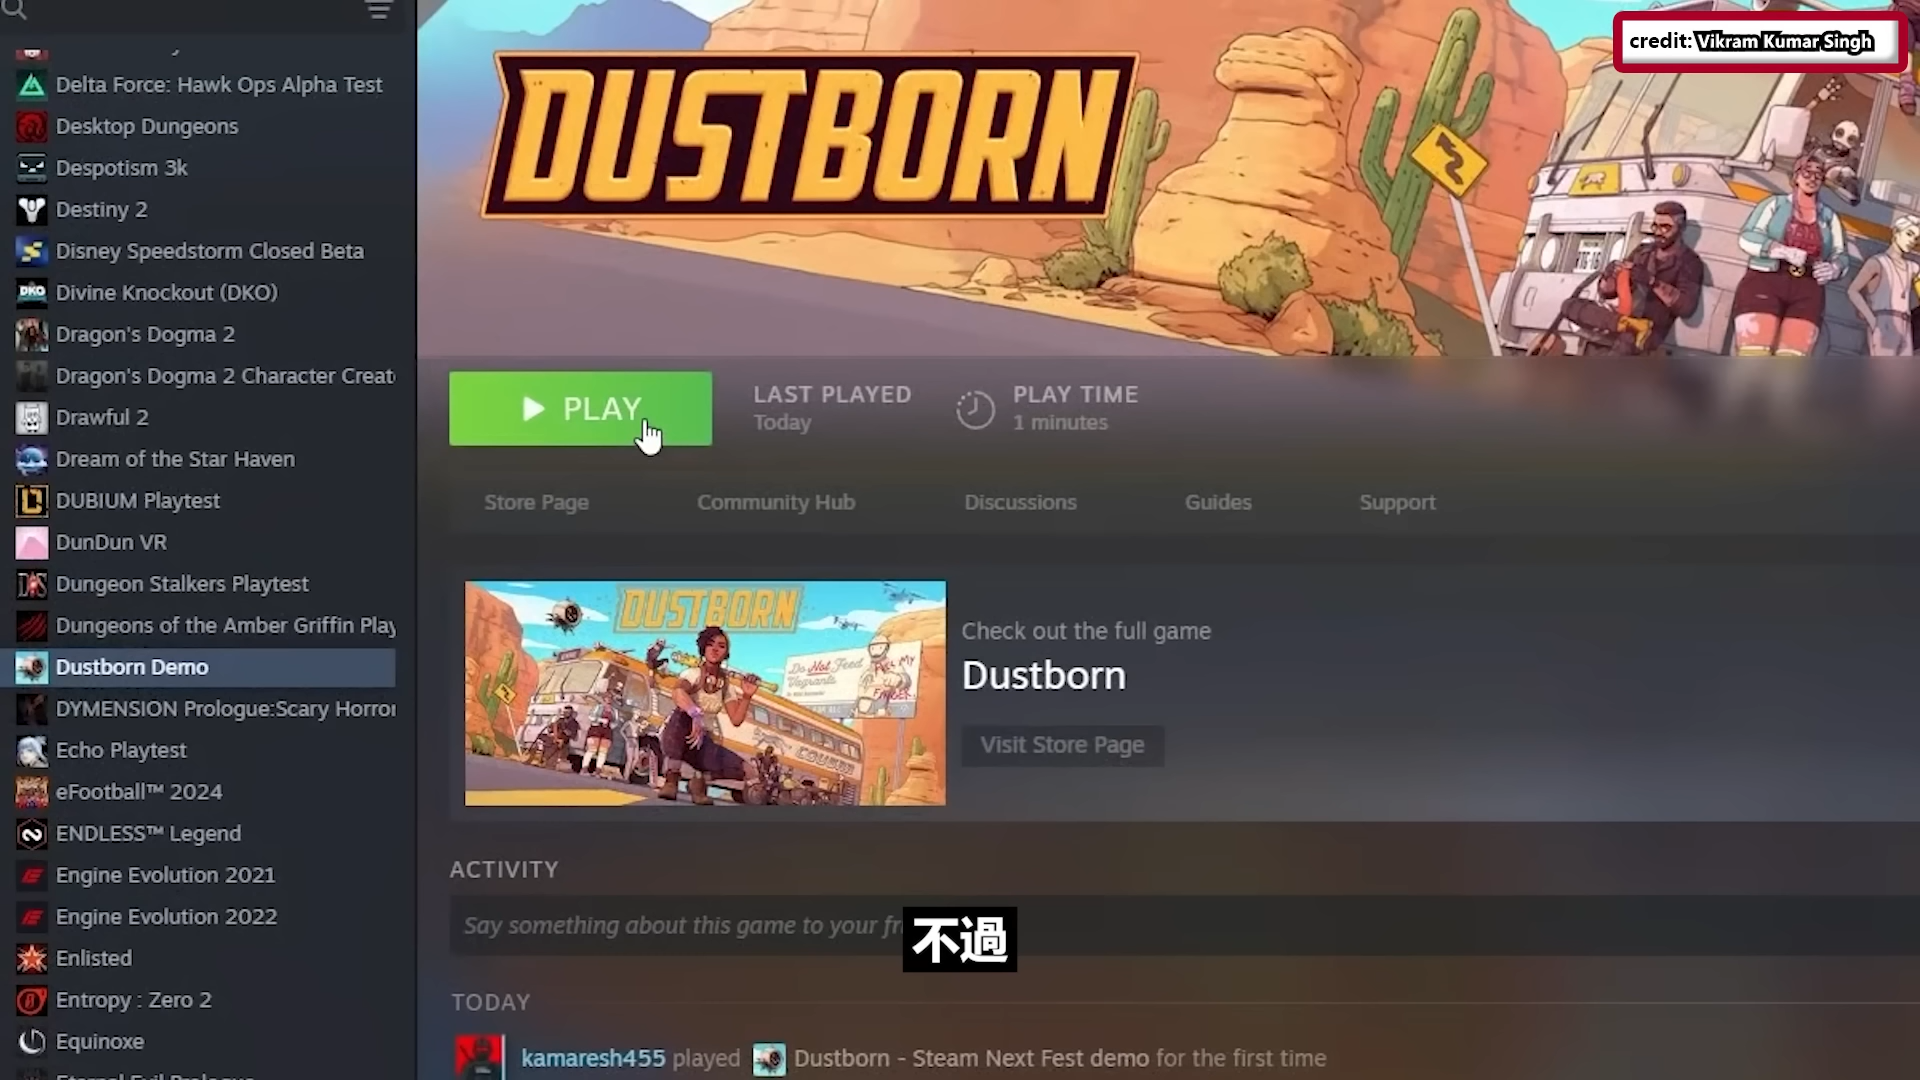 credit: Vikram Kumar Singh
Delta Force: Hawk Ops Alpha Test
Desktop Dungeons
Despotism 3k
Destiny 2
Disney Speedstorm Closed Beta
DKO
Divine Knockout (DKO)
Dragon's Dogma 2
Dragon's Dogma 2 Character Creat
Drawful 2
Dream of the Star Haven
DUBIUM Playtest
DunDun VR
Dungeon Stalkers Playtest
Dungeons of the Amber Griffin Play
Dustborn Demo
DYMENSION Prologue:Scary Horror
Echo Playtest
eFootball™ 2024
ENDLESS™ Legend
Engine Evolution 2021
Engine Evolution 2022
Enlisted
Entropy : Zero 2
Equinoxe
DUSTBORN
PLAY
LAST PLAYED
Today
PLAY TIME
1 minutes
Store Page
Community Hub
Discussions
Guides
Support
DUSTBORN
Do Not Feed
Vagrants
Check out the full game
Dustborn
Visit Store Page
ACTIVITY
Say something about this game to your fr
不過
TODAY
kamaresh455 played Dustborn - Steam Next Fest demo for the first time